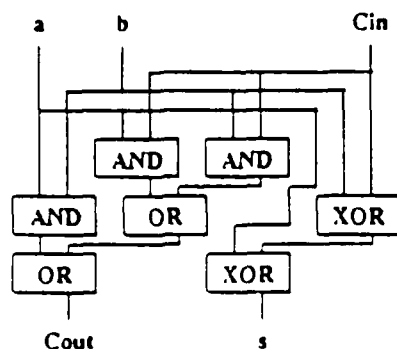 a b Cin
AND AND
AND OR XOR
OR XOR
Cout s